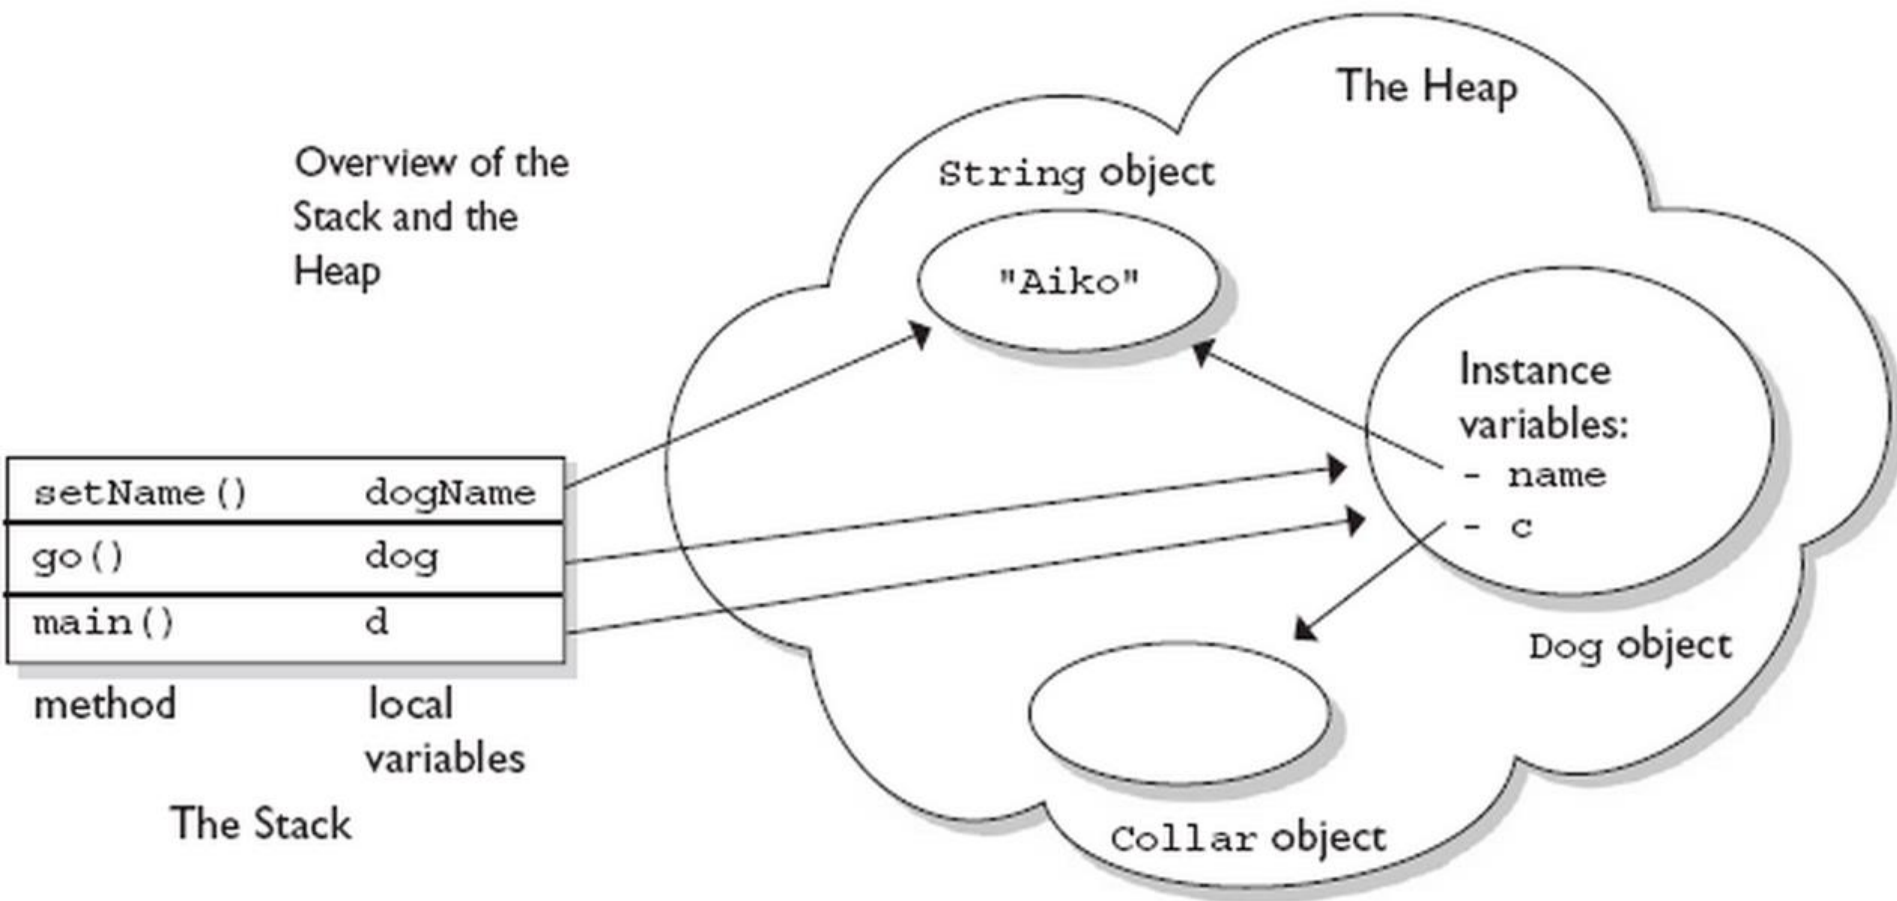 Overview of the
Stack and the
Heap
The Heap
String object
"Aiko"
Instance
variables:
- name
- c
Dog object
Collar object
setName() dogName
go() dog
main() d
method local
variables
The Stack